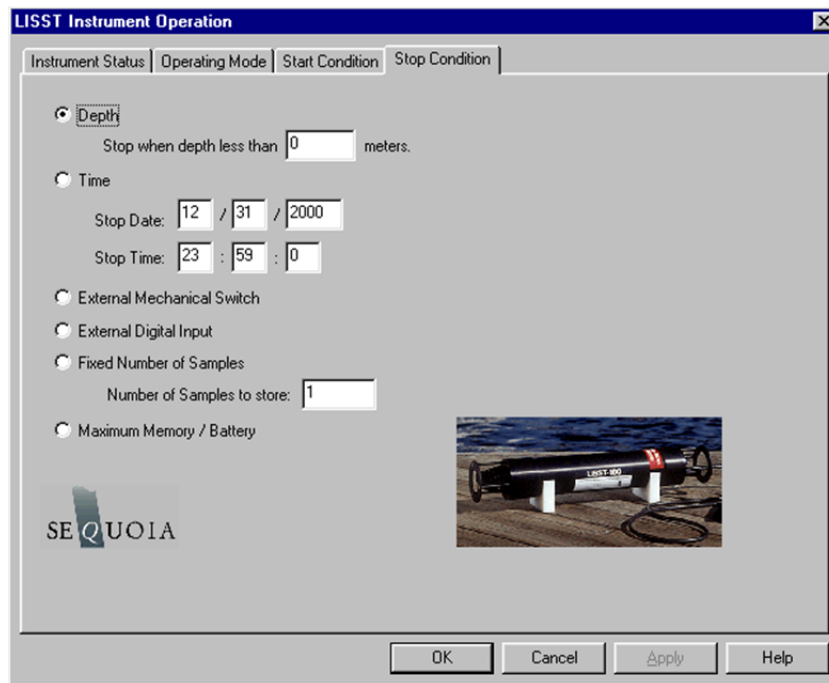 LISST Instrument Operation
Instrument Status Operating Mode Start Condition Stop Condition
Depth
Stop when depth less than 0 meters.
Time
Stop Date: 12 / 31 / 2000
Stop Time: 23 : 59 : 0
External Mechanical Switch
External Digital Input
Fixed Number of Samples
Number of Samples to store: 1
Maximum Memory / Battery
LISST-100
SEQUOIA
OK Cancel Apply Help